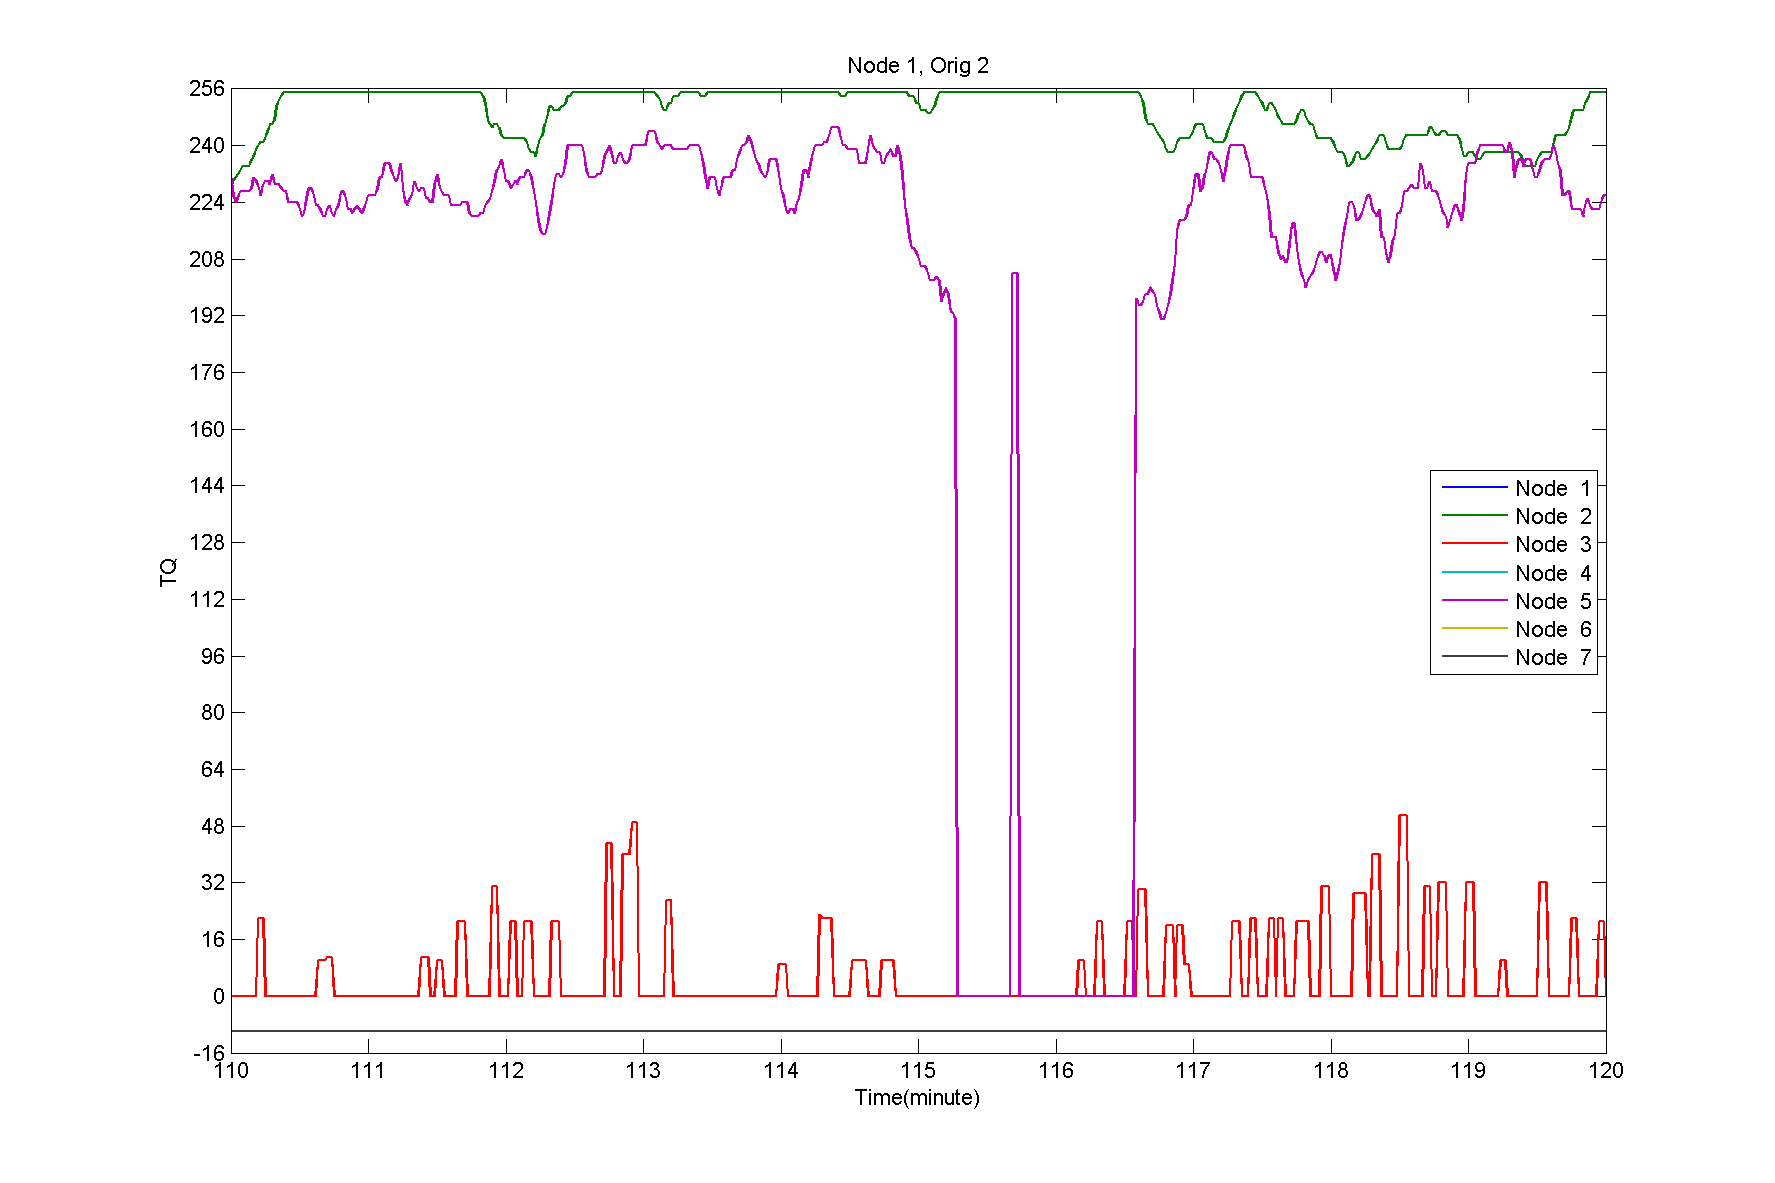 Node 1, Orig 2
256
240
224
208
192
176
160
144
128
112
96
80
64
48
32
16
0
-16
TQ
110 111 112 113 114 115 116 117 118 119 120
Time(minute)
Node 1
Node 2
Node 3
Node 4
Node 5
Node 6
Node 7